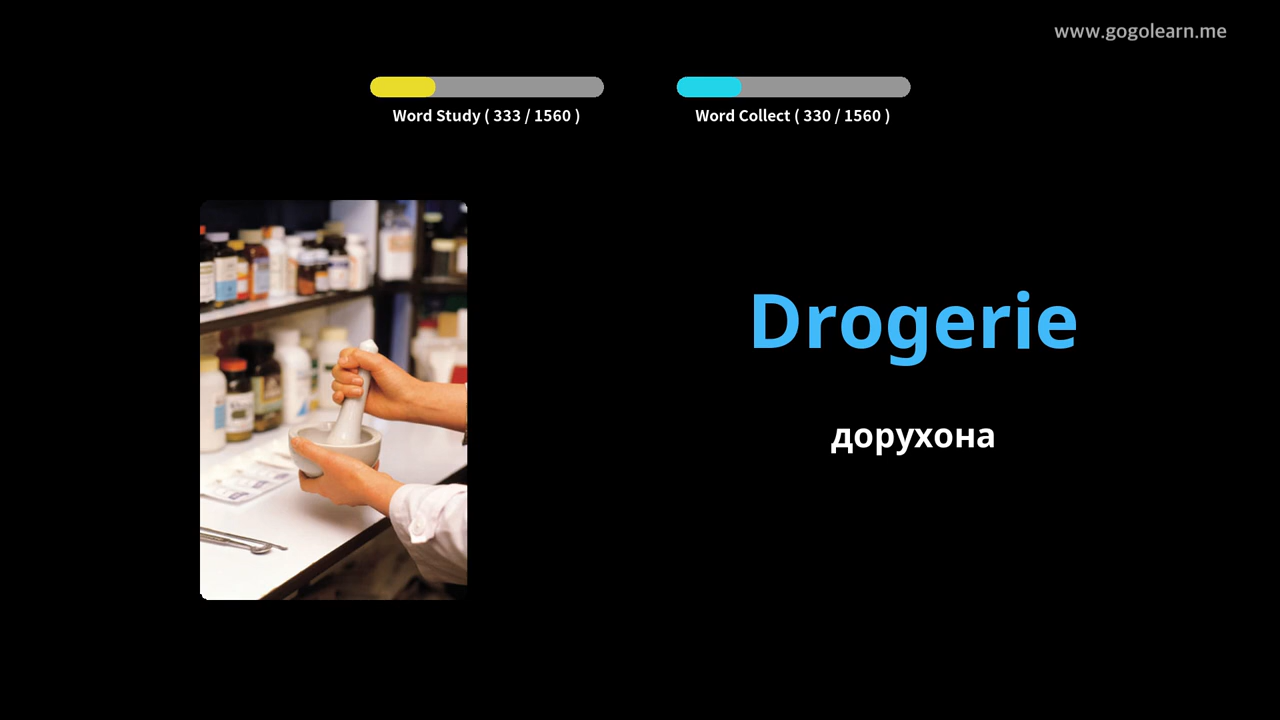 www.gogolearn.me
Word Study ( 333 / 1560 )
Word Collect ( 330 / 1560 )
Drogerie
дорухона